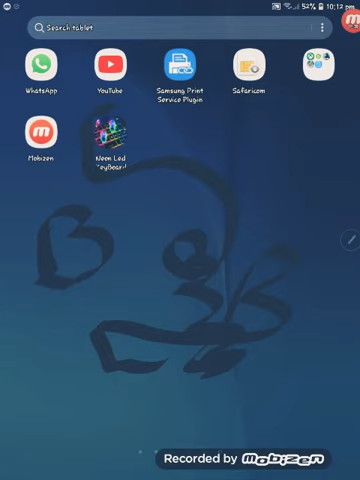 52% 10:12 pm
Search tablet
WhatsApp
YouTube
Samsung Print
Service Plugin
Safaricom
Mobizen
Neon Led
KeyBoard
Recorded by mobizen